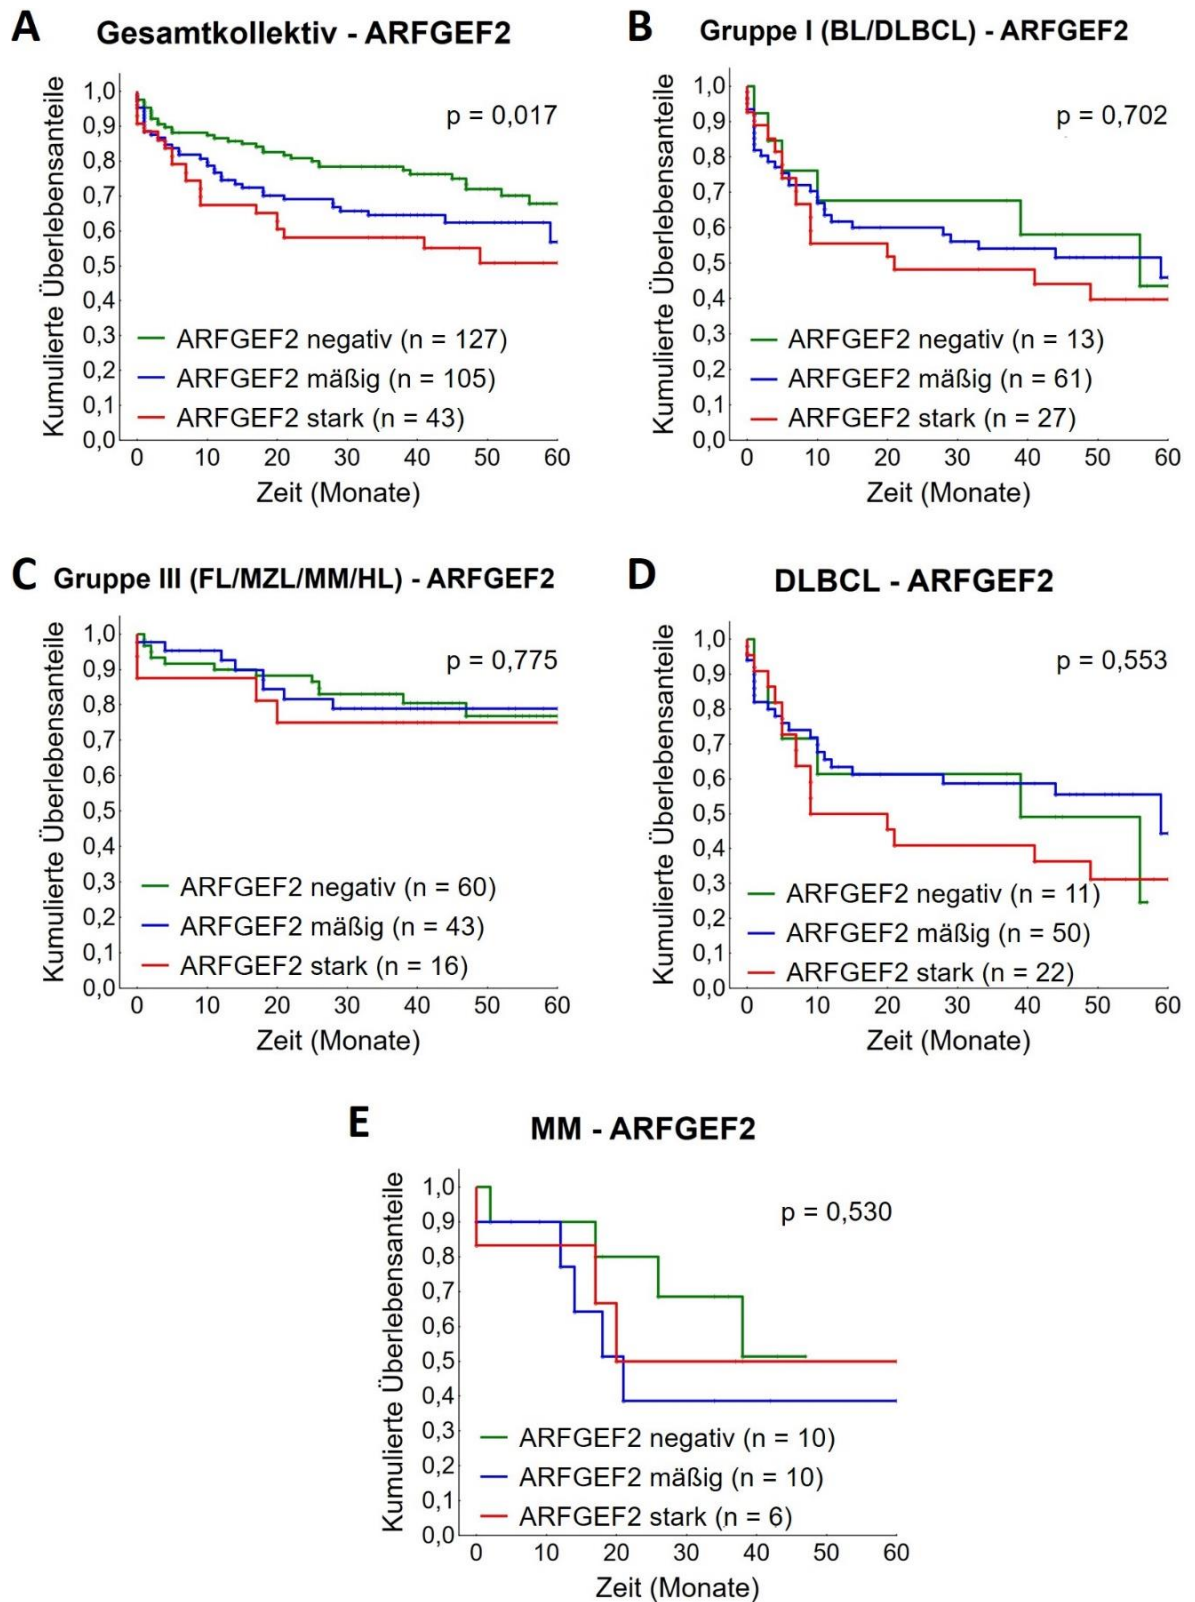 A
Gesamtkollektiv - ARFGEF2
Kumulierte Überlebensanteile
1,0
0,9
0,8
0,7
0,6
0,5
0,4
0,3
0,2
0,1
0,0
p = 0,017
ARFGEF2 negativ (n = 127)
ARFGEF2 mäßig (n = 105)
ARFGEF2 stark (n = 43)
0 10 20 30 40 50 60
Zeit (Monate)
B
Gruppe I (BL/DLBCL) - ARFGEF2
Kumulierte Überlebensanteile
1,0
0,9
0,8
0,7
0,6
0,5
0,4
0,3
0,2
0,1
0,0
p = 0,702
ARFGEF2 negativ (n = 13)
ARFGEF2 mäßig (n = 61)
ARFGEF2 stark (n = 27)
0 10 20 30 40 50 60
Zeit (Monate)
C
Gruppe III (FL/MZL/MM/HL) - ARFGEF2
Kumulierte Überlebensanteile
1,0
0,9
0,8
0,7
0,6
0,5
0,4
0,3
0,2
0,1
0,0
p = 0,775
ARFGEF2 negativ (n = 60)
ARFGEF2 mäßig (n = 43)
ARFGEF2 stark (n = 16)
0 10 20 30 40 50 60
Zeit (Monate)
D
DLBCL - ARFGEF2
Kumulierte Überlebensanteile
1,0
0,9
0,8
0,7
0,6
0,5
0,4
0,3
0,2
0,1
0,0
p = 0,553
ARFGEF2 negativ (n = 11)
ARFGEF2 mäßig (n = 50)
ARFGEF2 stark (n = 22)
0 10 20 30 40 50 60
Zeit (Monate)
E
MM - ARFGEF2
Kumulierte Überlebensanteile
1,0
0,9
0,8
0,7
0,6
0,5
0,4
0,3
0,2
0,1
0,0
p = 0,530
ARFGEF2 negativ (n = 10)
ARFGEF2 mäßig (n = 10)
ARFGEF2 stark (n = 6)
0 10 20 30 40 50 60
Zeit (Monate)